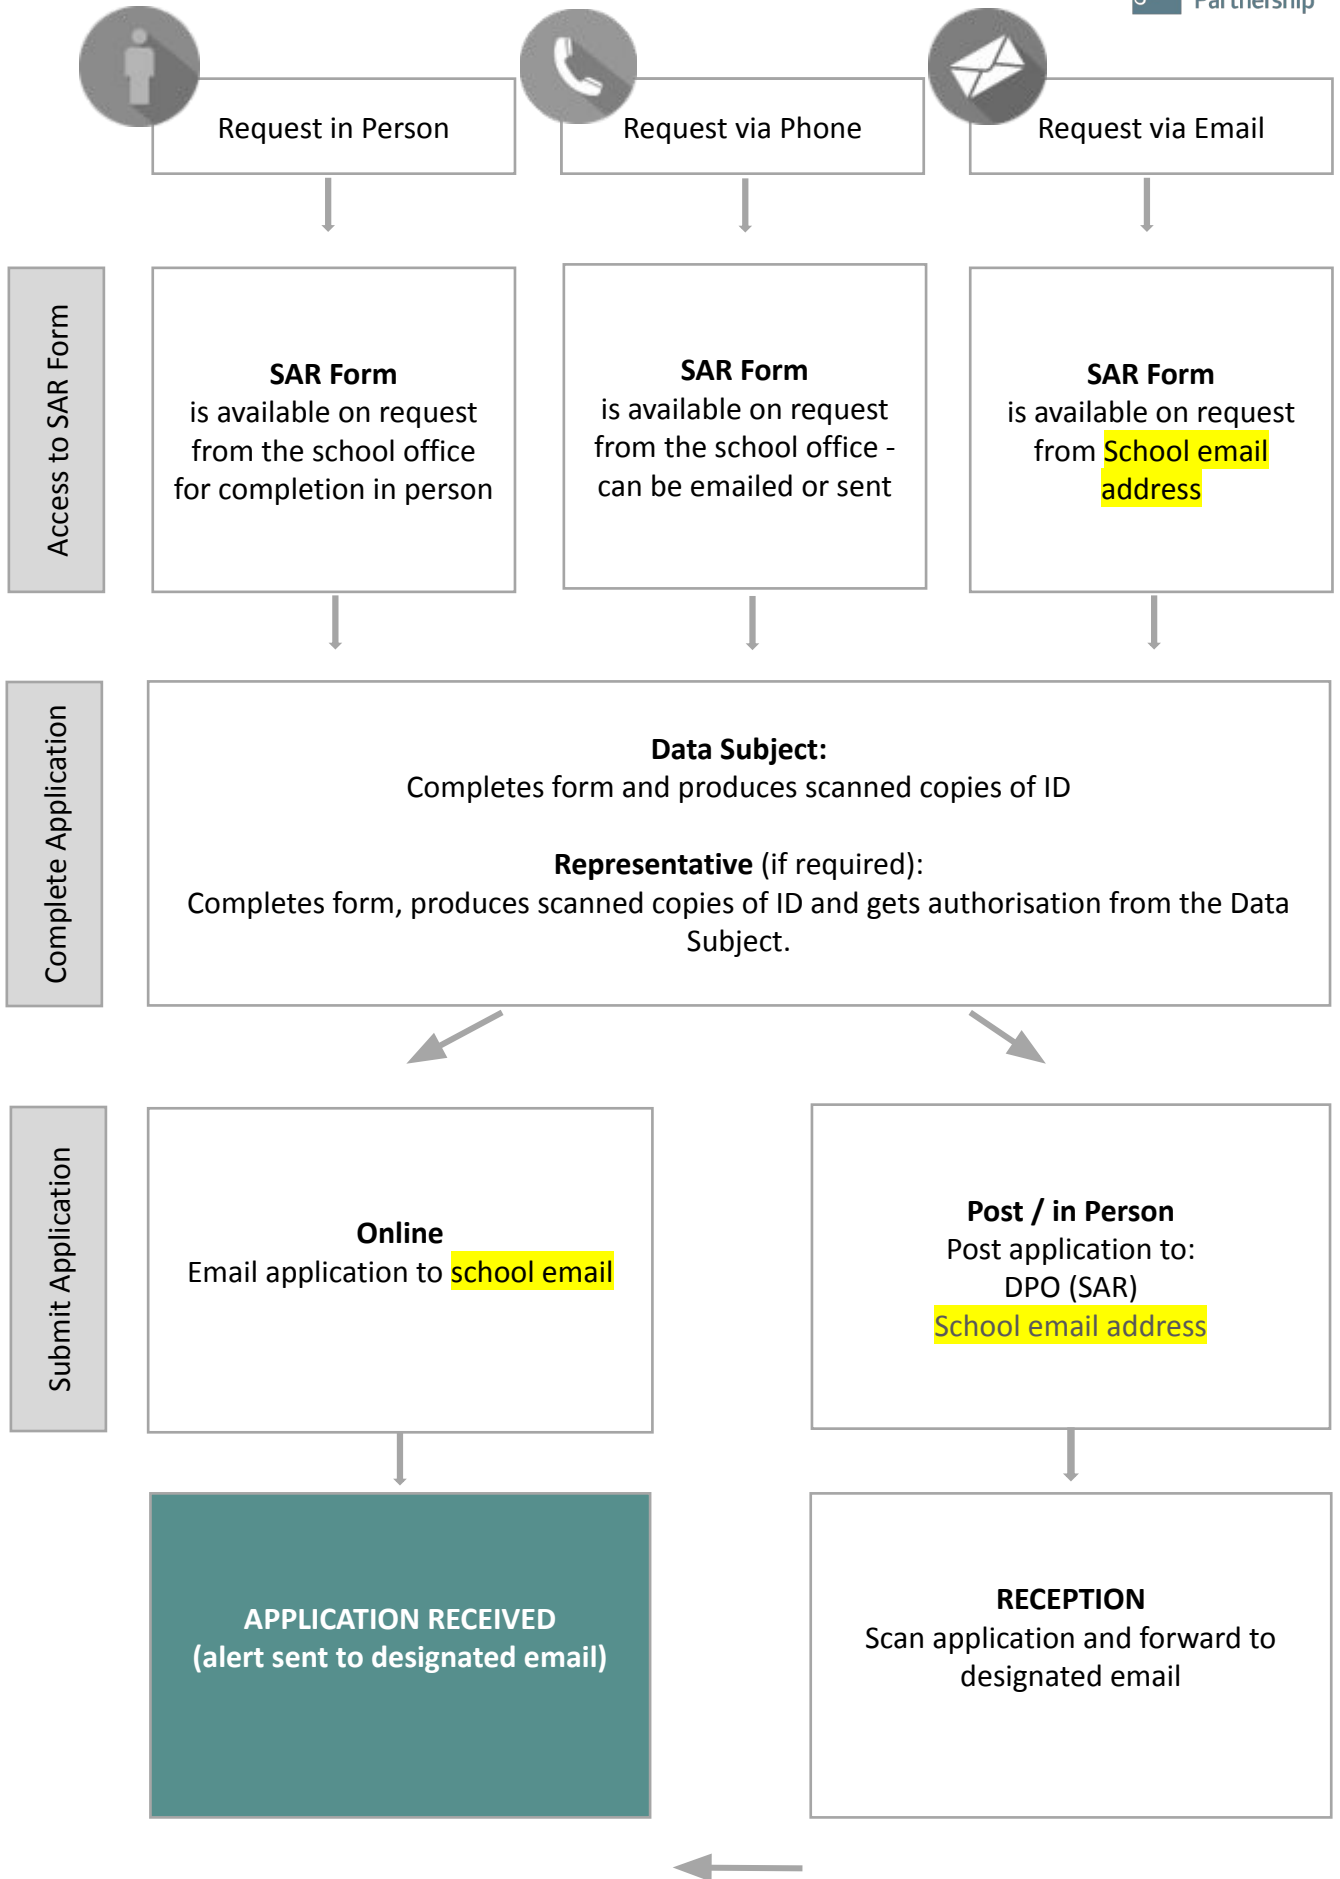 Partnership
Request in Person
Request via Phone
Request via Email
Access to SAR Form
SAR Form
is available on request
from the school office
for completion in person
SAR Form
is available on request
from the school office -
can be emailed or sent
SAR Form
is available on request
from School email
address
Complete Application
Data Subject:
Completes form and produces scanned copies of ID
Representative (if required):
Completes form, produces scanned copies of ID and gets authorisation from the Data
Subject.
Submit Application
Online
Email application to school email
Post / in Person
Post application to:
DPO (SAR)
School email address
APPLICATION RECEIVED
(alert sent to designated email)
RECEPTION
Scan application and forward to
designated email